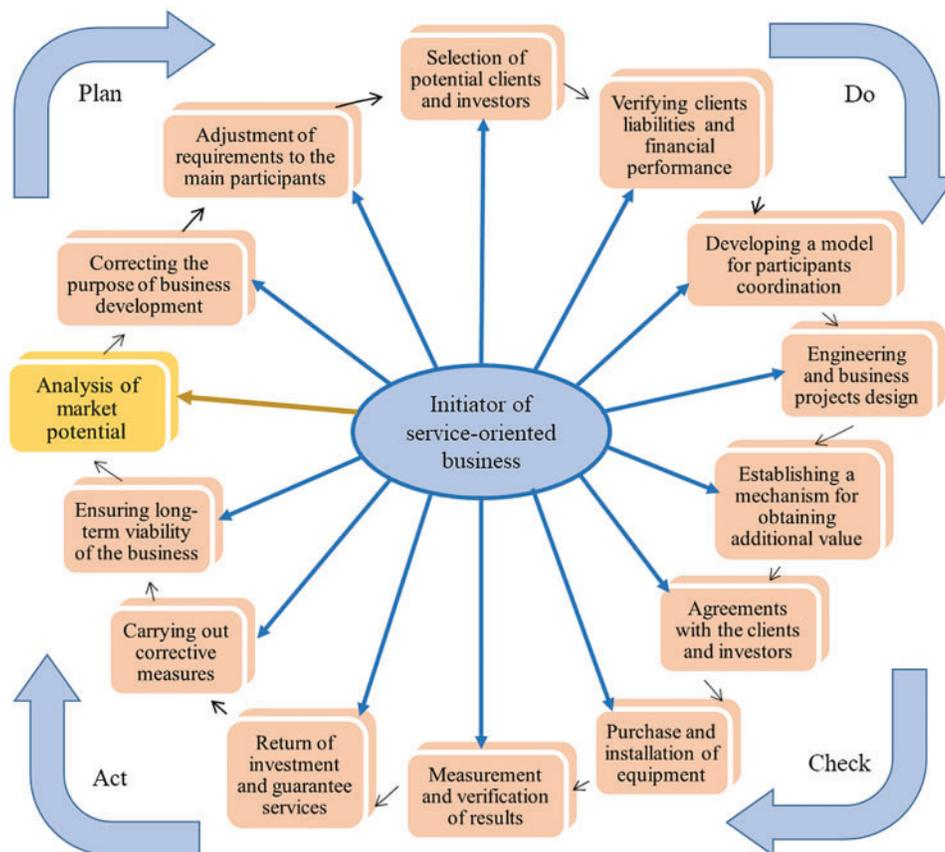 Plan
Do
Selection of
potential clients
and investors
Verifying clients
liabilities and
financial
performance
Developing a model
for participants
coordination
Engineering
and business
projects design
Establishing a
mechanism for
obtaining
additional value
Agreements
with the clients
and investors
Purchase and
installation of
equipment
Measurement
and verification
of results
Return of
investment
and guarantee
services
Carrying out
corrective
measures
Ensuring long-
term viability
of the business
Analysis of
market
potential
Correcting the
purpose of business
development
Adjustment of
requirements to the
main participants
Initiator of
service-oriented
business
Check
Act